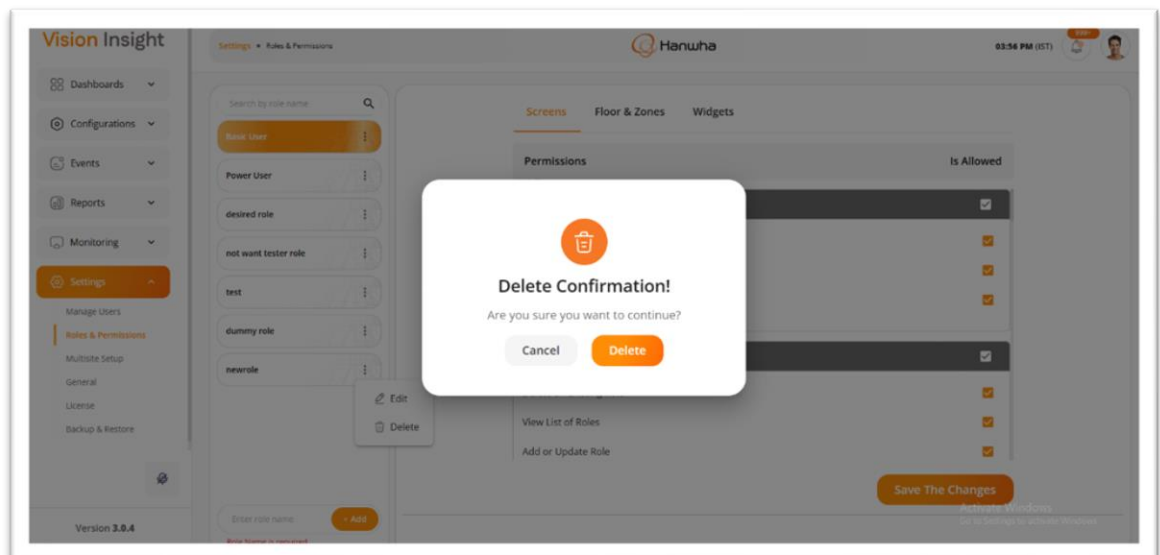 Vision Insight
Settings • Roles & Permissions
Hanwha
03:56 PM (IST)
999+
Dashboards
Configurations
Events
Reports
Monitoring
Settings
Manage Users
Roles & Permissions
Multisite Setup
General
License
Backup & Restore
Version 3.0.4
Search by role name
Basic User
Power User
desired role
not want tester role
test
dummy role
newrole
Edit
Delete
Enter role name
+ Add
Role Name is required
Screens Floor & Zones Widgets
Permissions Is Allowed
Delete Confirmation!
Are you sure you want to continue?
Cancel Delete
View List of Roles
Add or Update Role
Save The Changes
Activate Windows
Go to Settings to activate Windows.